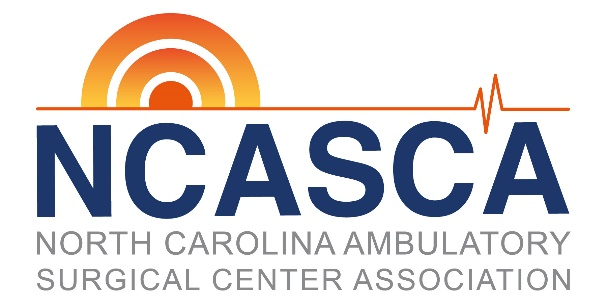 NCASCA
NORTH CAROLINA AMBULATORY
SURGICAL CENTER ASSOCIATION